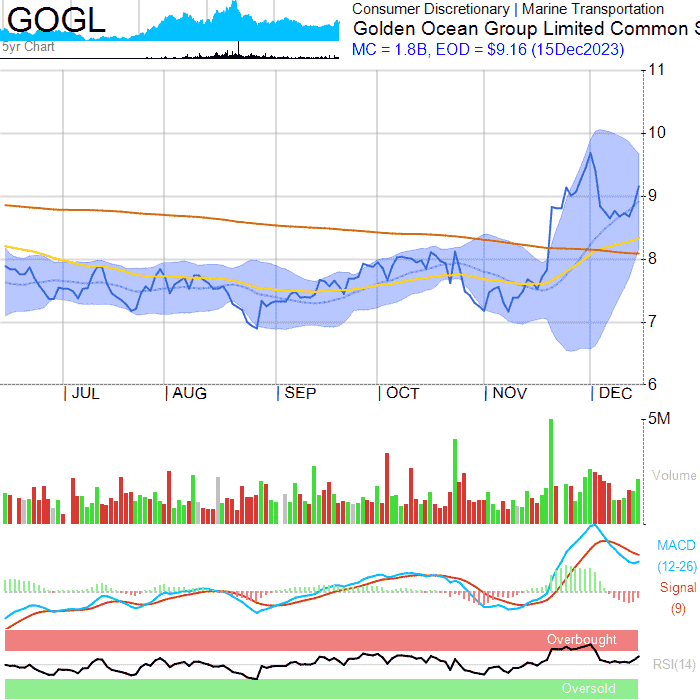 GOGL
5yr Chart
Consumer Discretionary | Marine Transportation
Golden Ocean Group Limited Common S
MC = 1.8B, EOD = $9.16 (15Dec2023)
11
10
9
8
7
6
JUL AUG SEP OCT NOV DEC
5M
Volume
MACD
(12-26)
Signal
(9)
Overbought
RSI(14)
Oversold